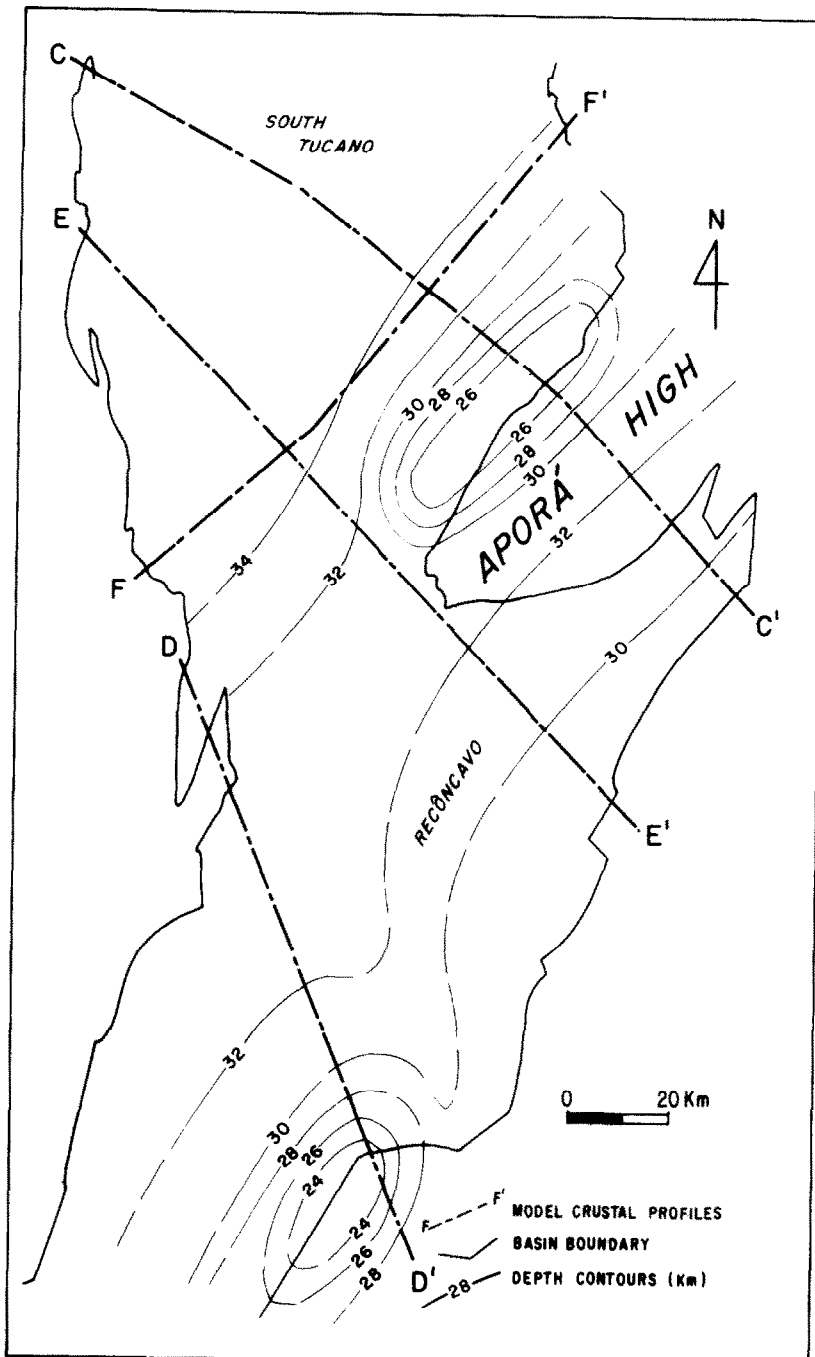 C
SOUTH
TUCANO
F'
E
N
30
28
26
HIGH
26
28
30
APORÁ
34
32
32
F
D
C'
30
RECÔNCAVO
E'
32
0 20 Km
30
28
26
24
24
26
28
D'
F F' MODEL CRUSTAL PROFILES
BASIN BOUNDARY
28 DEPTH CONTOURS (Km)